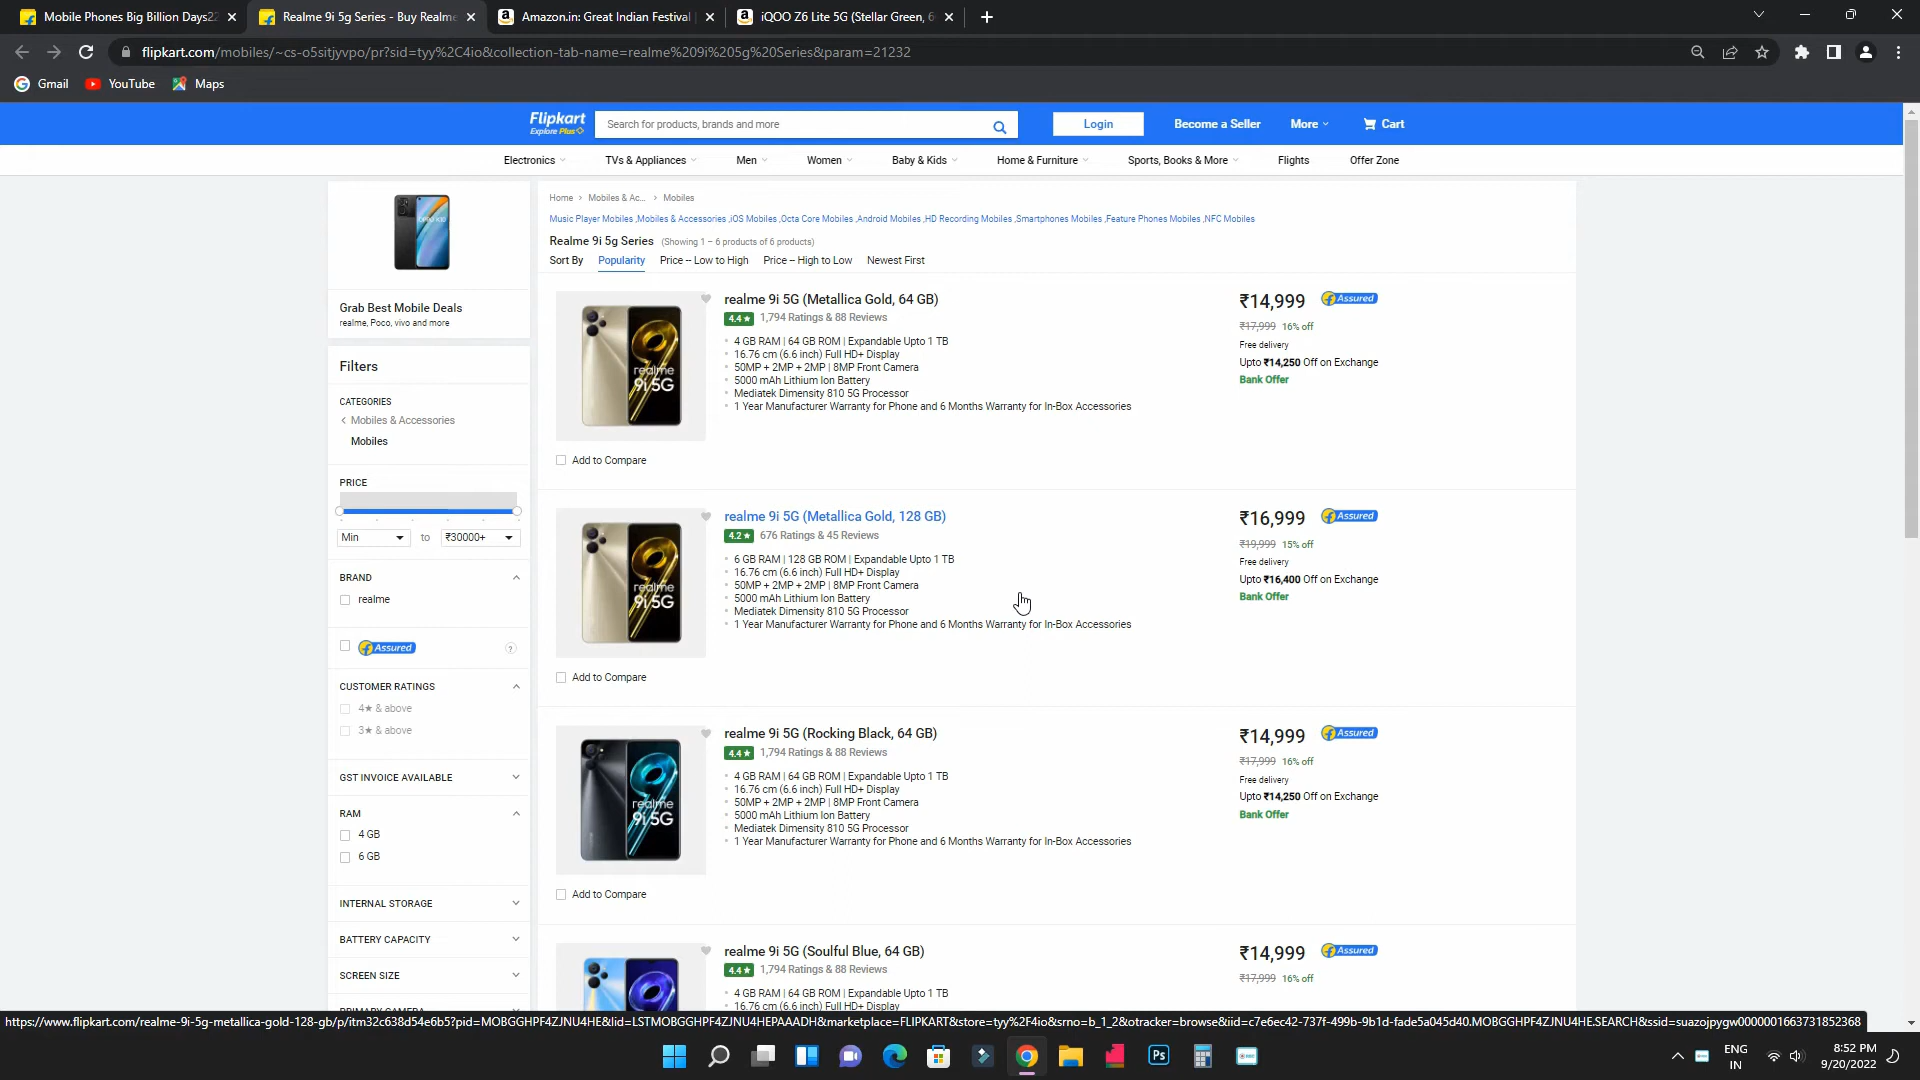 Mobile Phones Big Billion Days22
Realme 9i 5g Series - Buy Realme
Amazon.in: Great Indian Festival
iQOO Z6 Lite 5G (Stellar Green, 6
flipkart.com/mobiles/~cs-o5sitjyvpo/pr?sid=tyy%2C4io&collection-tab-name=realme%209i%205g%20Series&param=21232
Gmail YouTube Maps
Flipkart
Explore Plus
Search for products, brands and more
Login
Become a Seller
More
Cart
Electronics TVs & Appliances Men Women Baby & Kids Home & Furniture Sports, Books & More Flights Offer Zone
Grab Best Mobile Deals
realme, Poco, vivo and more
Filters
CATEGORIES
Mobiles & Accessories
Mobiles
PRICE
Min to ₹30000+
BRAND
realme
Assured
?
CUSTOMER RATINGS
4★ & above
3★ & above
GST INVOICE AVAILABLE
RAM
4 GB
6 GB
INTERNAL STORAGE
BATTERY CAPACITY
SCREEN SIZE
Home > Mobiles & Ac... > Mobiles
Music Player Mobiles ,Mobiles & Accessories ,iOS Mobiles ,Octa Core Mobiles ,Android Mobiles ,HD Recording Mobiles ,Smartphones Mobiles ,Feature Phones Mobiles ,NFC Mobiles
Realme 9i 5g Series (Showing 1 – 6 products of 6 products)
Sort By Popularity Price -- Low to High Price -- High to Low Newest First
realme 9i 5G
realme 9i 5G (Metallica Gold, 64 GB)
4.4 ★ 1,794 Ratings & 88 Reviews
4 GB RAM | 64 GB ROM | Expandable Upto 1 TB
16.76 cm (6.6 inch) Full HD+ Display
50MP + 2MP + 2MP | 8MP Front Camera
5000 mAh Lithium Ion Battery
Mediatek Dimensity 810 5G Processor
1 Year Manufacturer Warranty for Phone and 6 Months Warranty for In-Box Accessories
₹14,999 Assured
₹17,999 16% off
Free delivery
Upto ₹14,250 Off on Exchange
Bank Offer
Add to Compare
realme 9i 5G
realme 9i 5G (Metallica Gold, 128 GB)
4.2 ★ 676 Ratings & 45 Reviews
6 GB RAM | 128 GB ROM | Expandable Upto 1 TB
16.76 cm (6.6 inch) Full HD+ Display
50MP + 2MP + 2MP | 8MP Front Camera
5000 mAh Lithium Ion Battery
Mediatek Dimensity 810 5G Processor
1 Year Manufacturer Warranty for Phone and 6 Months Warranty for In-Box Accessories
₹16,999 Assured
₹19,999 15% off
Free delivery
Upto ₹16,400 Off on Exchange
Bank Offer
Add to Compare
realme 9i 5G
realme 9i 5G (Rocking Black, 64 GB)
4.4 ★ 1,794 Ratings & 88 Reviews
4 GB RAM | 64 GB ROM | Expandable Upto 1 TB
16.76 cm (6.6 inch) Full HD+ Display
50MP + 2MP + 2MP | 8MP Front Camera
5000 mAh Lithium Ion Battery
Mediatek Dimensity 810 5G Processor
1 Year Manufacturer Warranty for Phone and 6 Months Warranty for In-Box Accessories
₹14,999 Assured
₹17,999 16% off
Free delivery
Upto ₹14,250 Off on Exchange
Bank Offer
Add to Compare
realme 9i 5G (Soulful Blue, 64 GB)
4.4 ★ 1,794 Ratings & 88 Reviews
4 GB RAM | 64 GB ROM | Expandable Upto 1 TB
16.76 cm (6.6 inch) Full HD+ Display
₹14,999 Assured
₹17,999 16% off
https://www.flipkart.com/realme-9i-5g-metallica-gold-128-gb/p/itm32c638d54e6b5?pid=MOBGGHPF4ZJNU4HE&lid=LSTMOBGGHPF4ZJNU4HEPAAADH&marketplace=FLIPKART&store=tyy%2F4io&srno=b_1_2&otracker=browse&iid=c7e6ec42-737f-499b-9b1d-fade5a045d40.MOBGGHPF4ZJNU4HE.SEARCH&ssid=suazojpygw0000001663731852368
Ps
ENG
IN
8:52 PM
9/20/2022